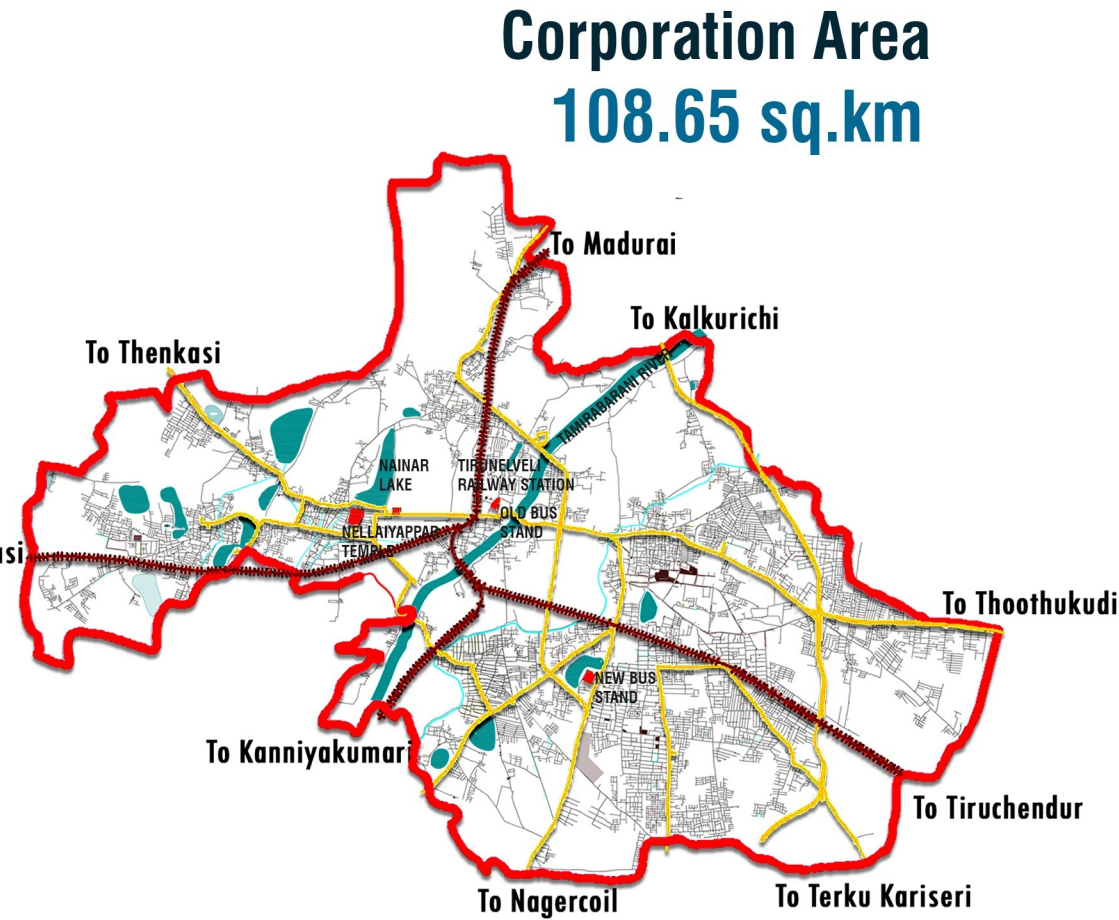 Corporation Area
108.65 sq.km
To Madurai
To Kalkurichi
To Thenkasi
TAMIRABARANI RIVER
NAINAR
LAKE
TIRUNELVELI
RAILWAY STATION
OLD BUS
STAND
NELLAIYAPPAR
TEMPLE
To Thoothukudi
NEW BUS
STAND
To Kanniyakumari
To Tiruchendur
To Nagercoil
To Terku Kariseri